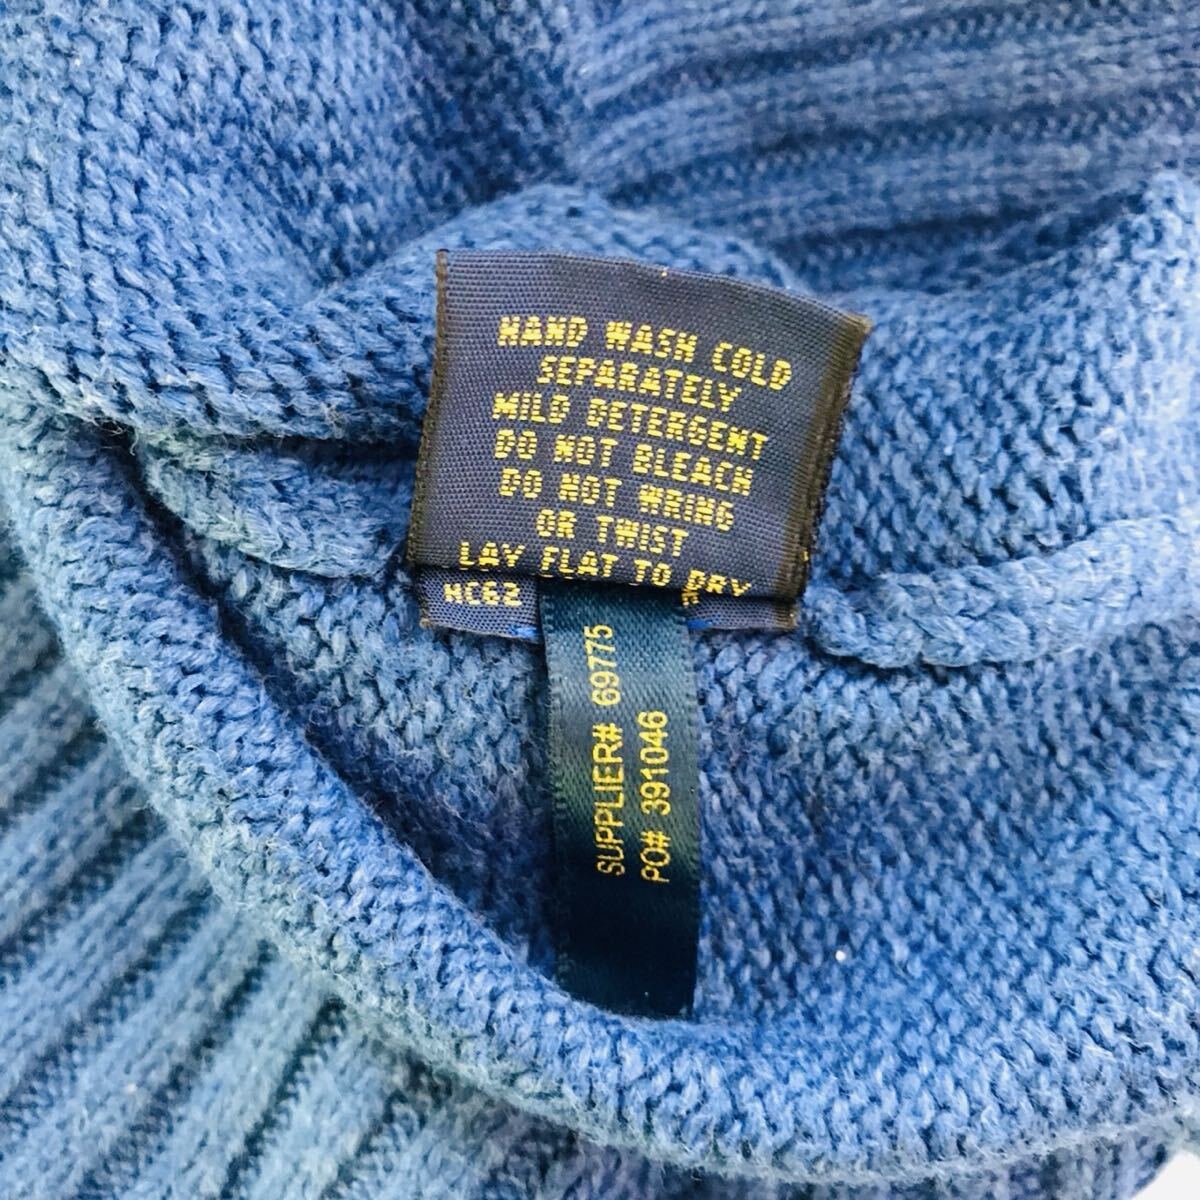 HAND WASH COLD
SEPARATELY
MILD DETERGENT
DO NOT BLEACH
DO NOT WRING
OR TWIST
LAY FLAT TO DRY
HC62
SUPPLIER# 69775
PO# 391046